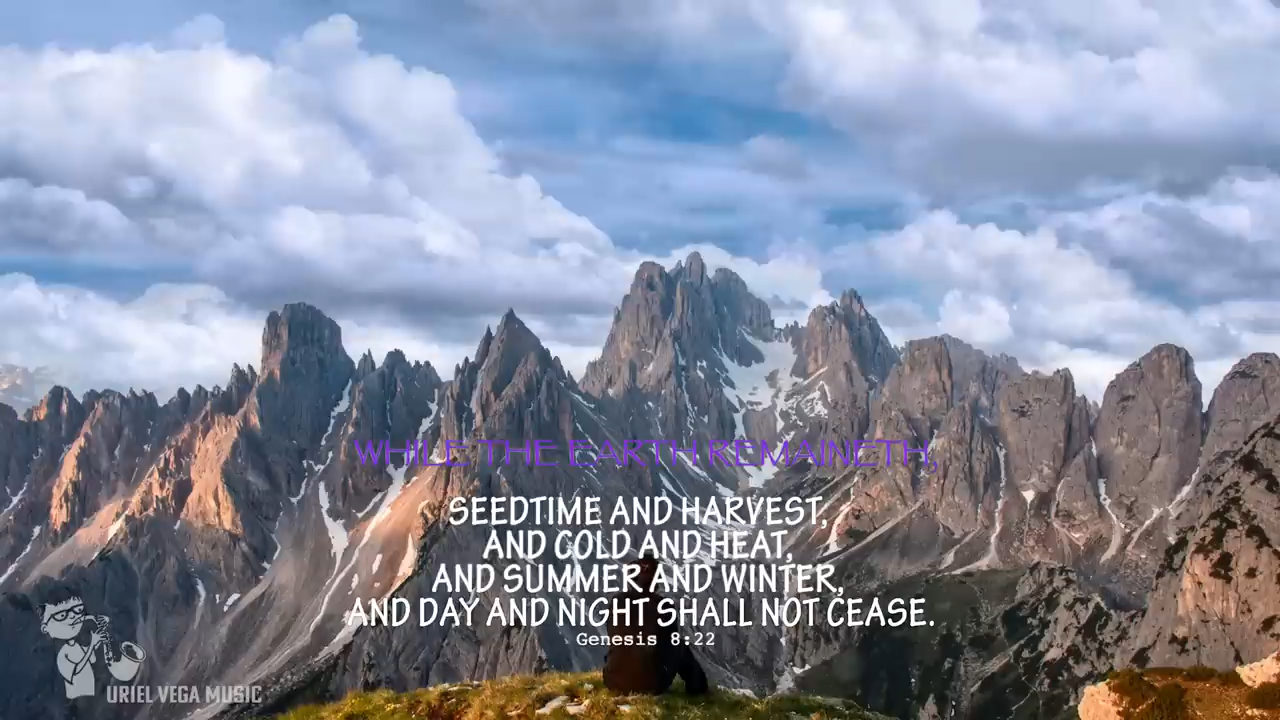 WHILE THE EARTH REMAINETH,
SEEDTIME AND HARVEST,
AND COLD AND HEAT,
AND SUMMER AND WINTER,
AND DAY AND NIGHT SHALL NOT CEASE.
Genesis 8:22
URIEL VEGA MUSIC